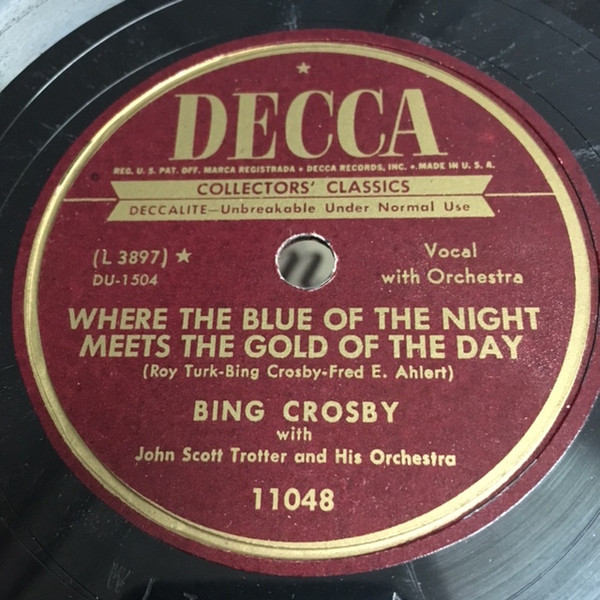 DECCA
REG. U. S. PAT. OFF. MARCA REGISTRADA • DECCA RECORDS, INC. • MADE IN U. S. A.
COLLECTORS' CLASSICS
DECCALITE—Unbreakable Under Normal Use
(L 3897) ★
DU-1504
Vocal
with Orchestra
WHERE THE BLUE OF THE NIGHT
MEETS THE GOLD OF THE DAY
(Roy Turk-Bing Crosby-Fred E. Ahlert)
BING CROSBY
with
John Scott Trotter and His Orchestra
11048